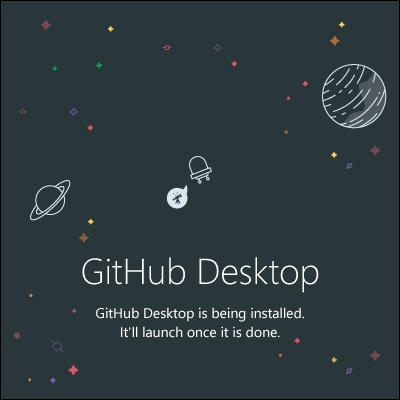 GitHub Desktop
GitHub Desktop is being installed.
It'll launch once it is done.